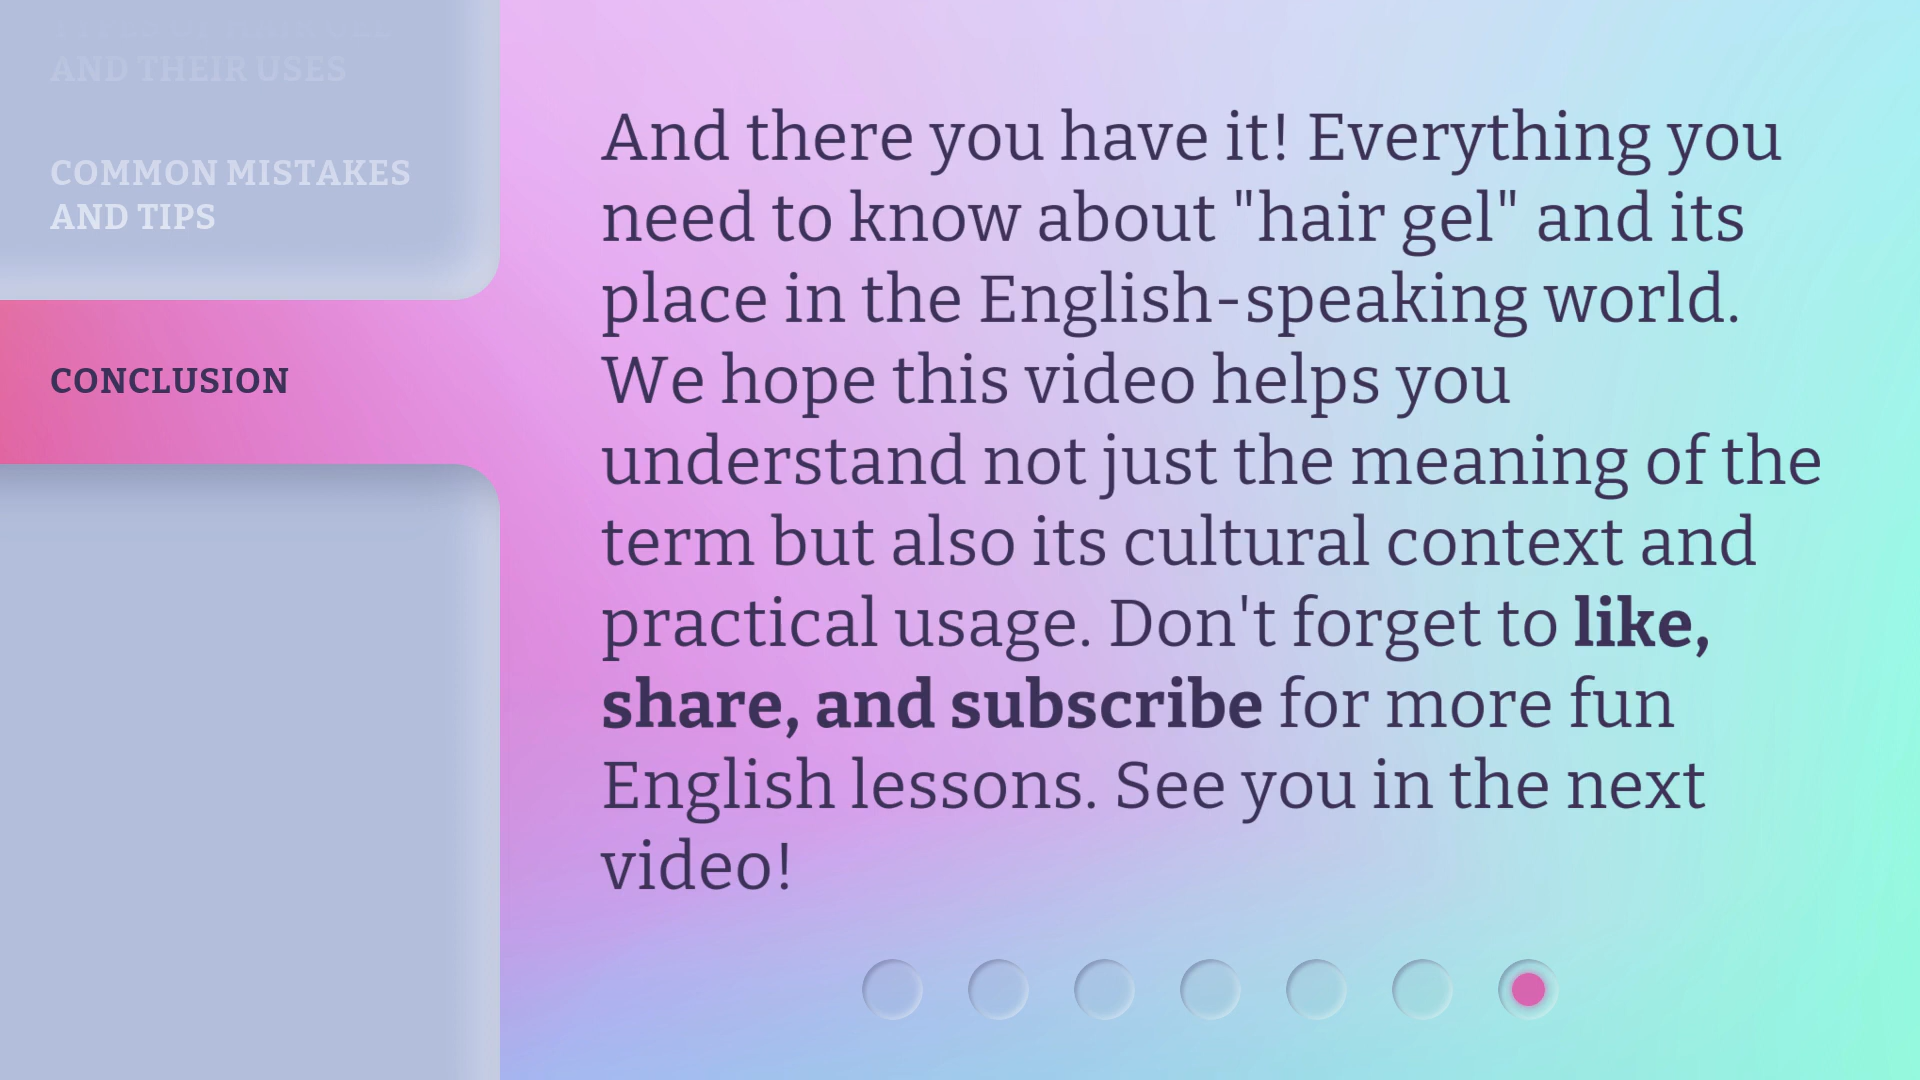 AND THEIR USES
COMMON MISTAKES
AND TIPS
CONCLUSION
And there you have it! Everything you
need to know about "hair gel" and its
place in the English-speaking world.
We hope this video helps you
understand not just the meaning of the
term but also its cultural context and
practical usage. Don't forget to like,
share, and subscribe for more fun
English lessons. See you in the next
video!